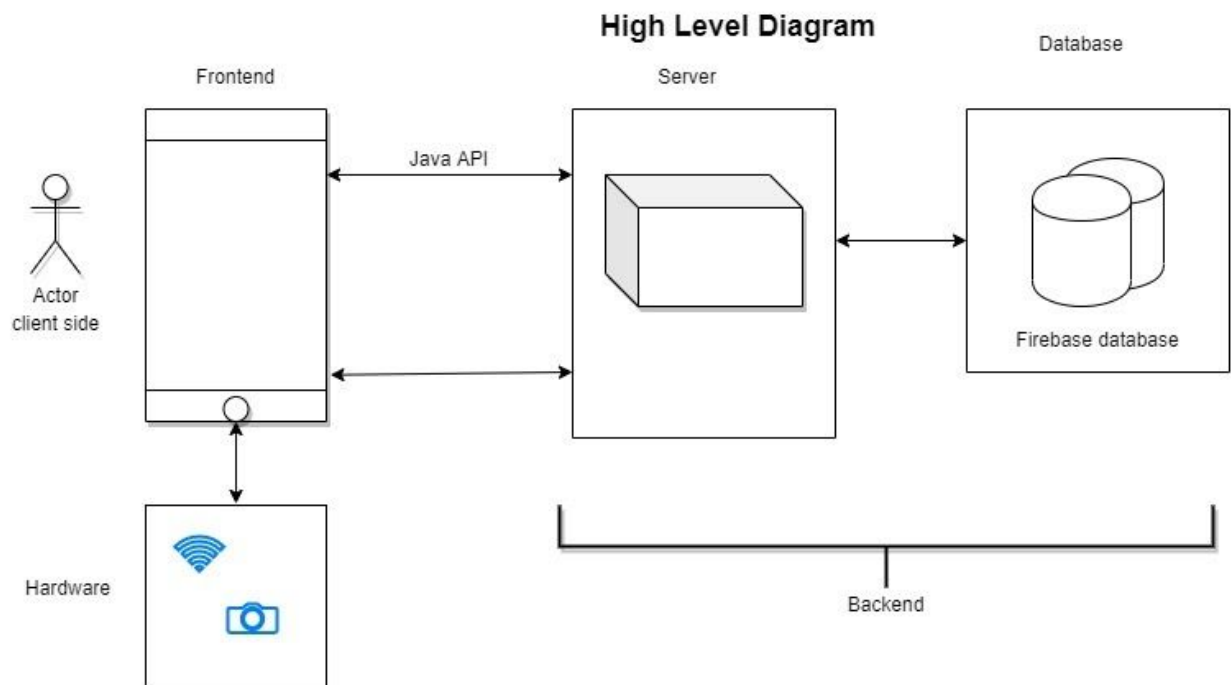 High Level Diagram
Frontend
Server
Database
Java API
Actor
client side
Firebase database
Hardware
Backend